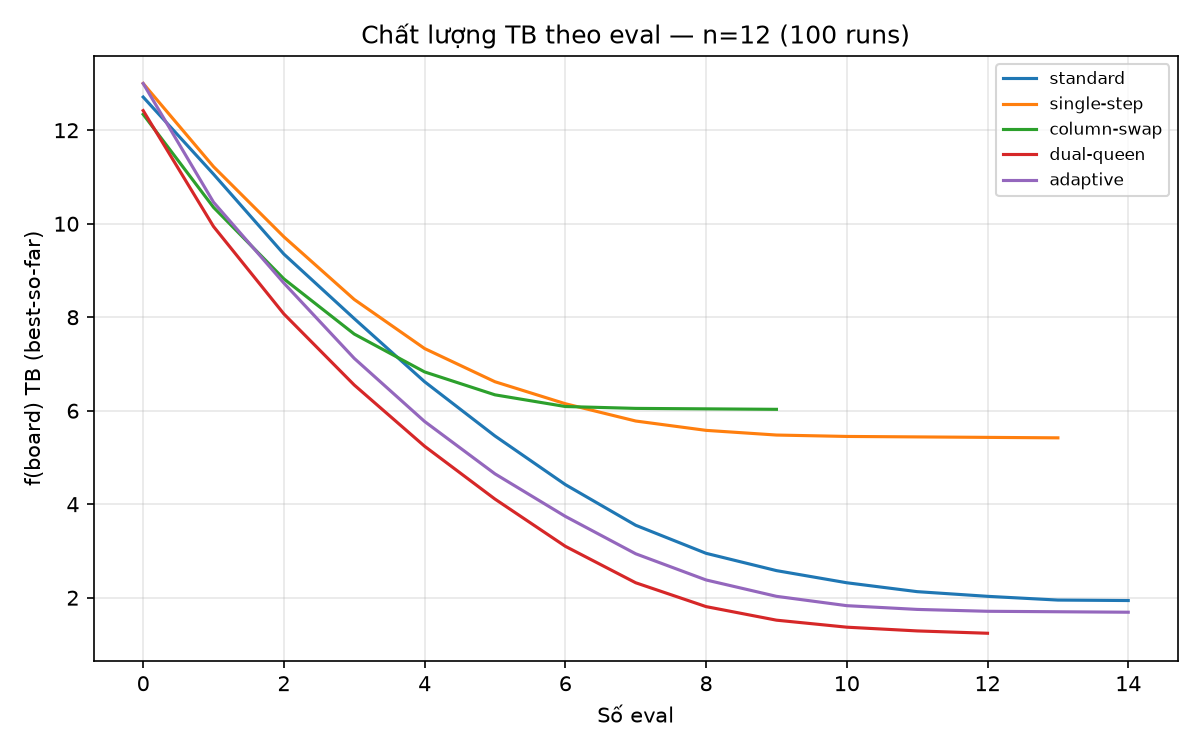 Chất lượng TB theo eval — n=12 (100 runs)
standard
single-step
column-swap
dual-queen
adaptive
f(board) TB (best-so-far)
12
10
8
6
4
2
0 2 4 6 8 10 12 14
Số eval